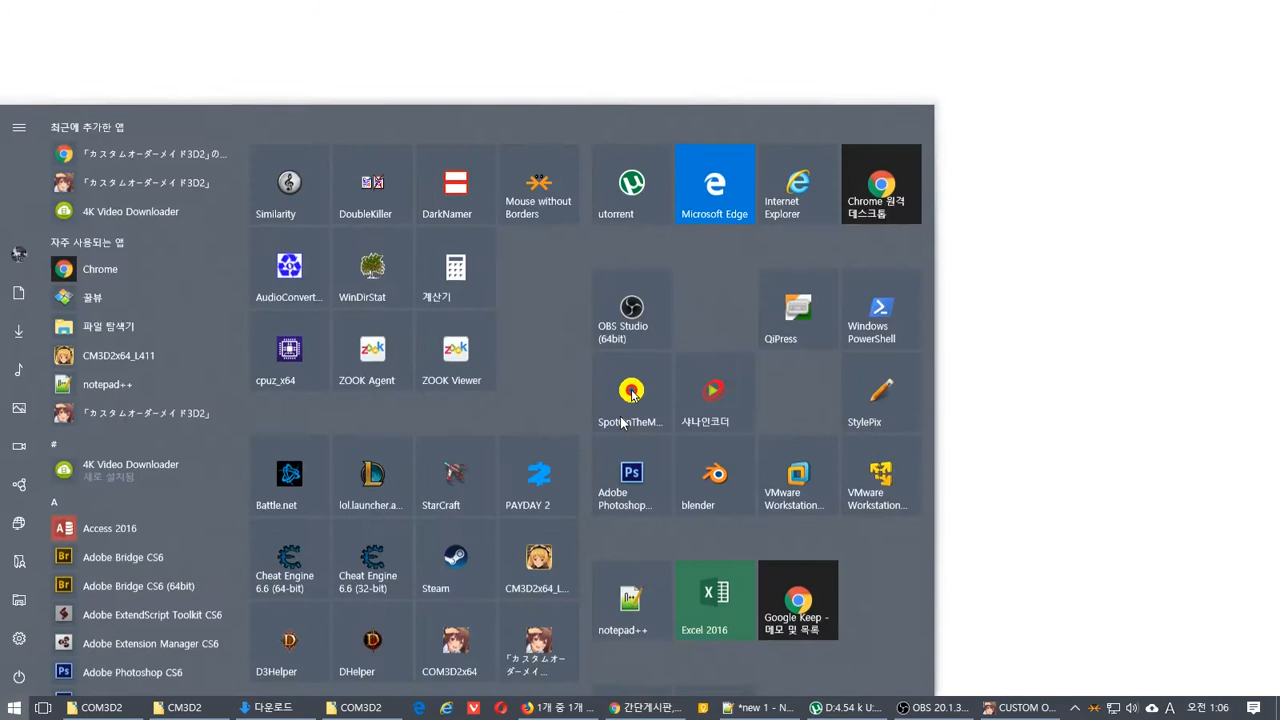 최근에 추가한 앱
「カスタムオーダーメイド3D2」の...
「カスタムオーダーメイド3D2」
4K Video Downloader
자주 사용되는 앱
Chrome
꿀뷰
파일 탐색기
CM3D2x64_L411
notepad++
「カスタムオーダーメイド3D2」
#
4K Video Downloader
새로 설치됨
A
Access 2016
Adobe Bridge CS6
Adobe Bridge CS6 (64bit)
Adobe ExtendScript Toolkit CS6
Adobe Extension Manager CS6
Adobe Photoshop CS6
Similarity
DoubleKiller
DarkNamer
Mouse without
Borders
AudioConvert...
WinDirStat
계산기
cpuz_x64
ZOOK Agent
ZOOK Viewer
Battle.net
lol.launcher.a...
StarCraft
PAYDAY 2
Cheat Engine
6.6 (64-bit)
Cheat Engine
6.6 (32-bit)
Steam
CM3D2x64_L...
D3Helper
DHelper
COM3D2x64
「カスタムオー
ダーメイ...
utorrent
Microsoft Edge
Internet
Explorer
Chrome 원격
데스크톱
OBS Studio
(64bit)
QiPress
Windows
PowerShell
SpotOnTheM...
사나인코더
StylePix
Adobe
Photoshop...
blender
VMware
Workstation...
VMware
Workstation...
notepad++
Excel 2016
Google Keep -
메모 및 목록
COM3D2
CM3D2
다운로드
COM3D2
1개 중 1개 ...
간단게시판,...
*new 1 - N...
D:4.54 k U:...
OBS 20.1.3...
CUSTOM O...
A
오전 1:06